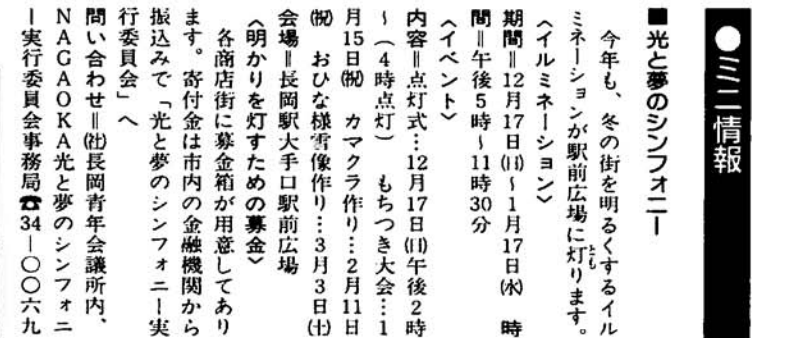 ●ミニ情報
■光と夢のシンフォニー
　今年も、冬の街を明るくするイル
ミネーションが駅前広場に灯ります。
とも
〈イルミネーション〉
期間＝12月17日㈰～1月17日㈬　時
間＝午後5時～11時30分
〈イベント〉
内容＝点灯式…12月17日㈰午後2時
～（4時点灯）　もちつき大会…1
月15日㈷　カマクラ作り…2月11日
㈷　おひな様雪像作り…3月3日㈯
会場＝長岡駅大手口駅前広場
〈明かりを灯すための募金〉
　各商店街に募金箱が用意してあり
ます。寄付金は市内の金融機関から
振込みで「光と夢のシンフォニー実
行委員会」へ
問い合わせ＝㈳長岡青年会議所内、
ＮＡＧＡＯＫＡ光と夢のシンフォニ
ー実行委員会事務局☎34―〇〇六九